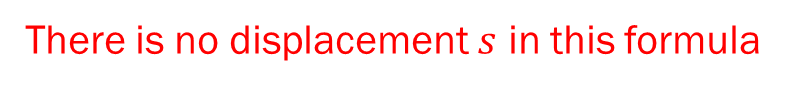 There is no displacement 𝑠 in this formula